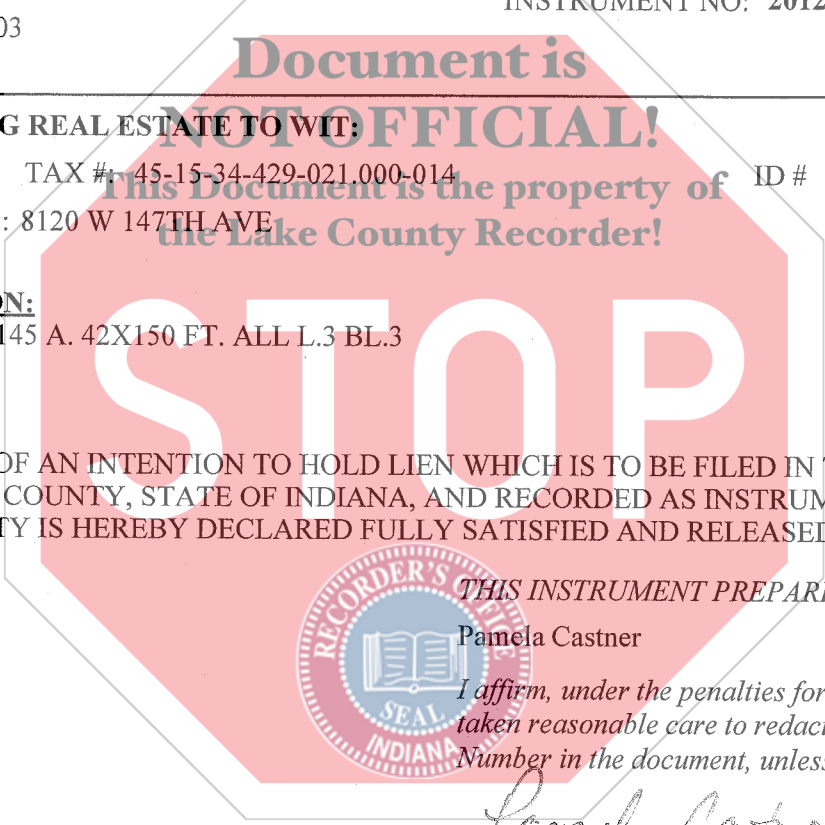 INSTRUMENT NO: 2012
03
Document is
NOT OFFICIAL!
G REAL ESTATE TO WIT:
TAX #: 45-15-34-429-021.000-014 ID #
This Document is the property of
: 8120 W 147TH AVE
the Lake County Recorder!
ON:
145 A. 42X150 FT. ALL L.3 BL.3
STOP
OF AN INTENTION TO HOLD LIEN WHICH IS TO BE FILED IN
COUNTY, STATE OF INDIANA, AND RECORDED AS INSTRUM
TY IS HEREBY DECLARED FULLY SATISFIED AND RELEASED
RECORDER'S OFFICE
SEAL
INDIANA
THIS INSTRUMENT PREPARE
Pamela Castner
I affirm, under the penalties for
taken reasonable care to redact
Number in the document, unless